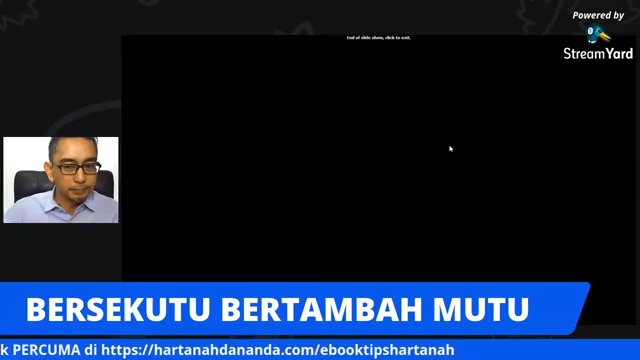 Powered by
StreamYard
End of slide show, click to exit.
BERSEKUTU BERTAMBAH MUTU
k PERCUMA di https://hartanahdananda.com/ebooktipshartanah